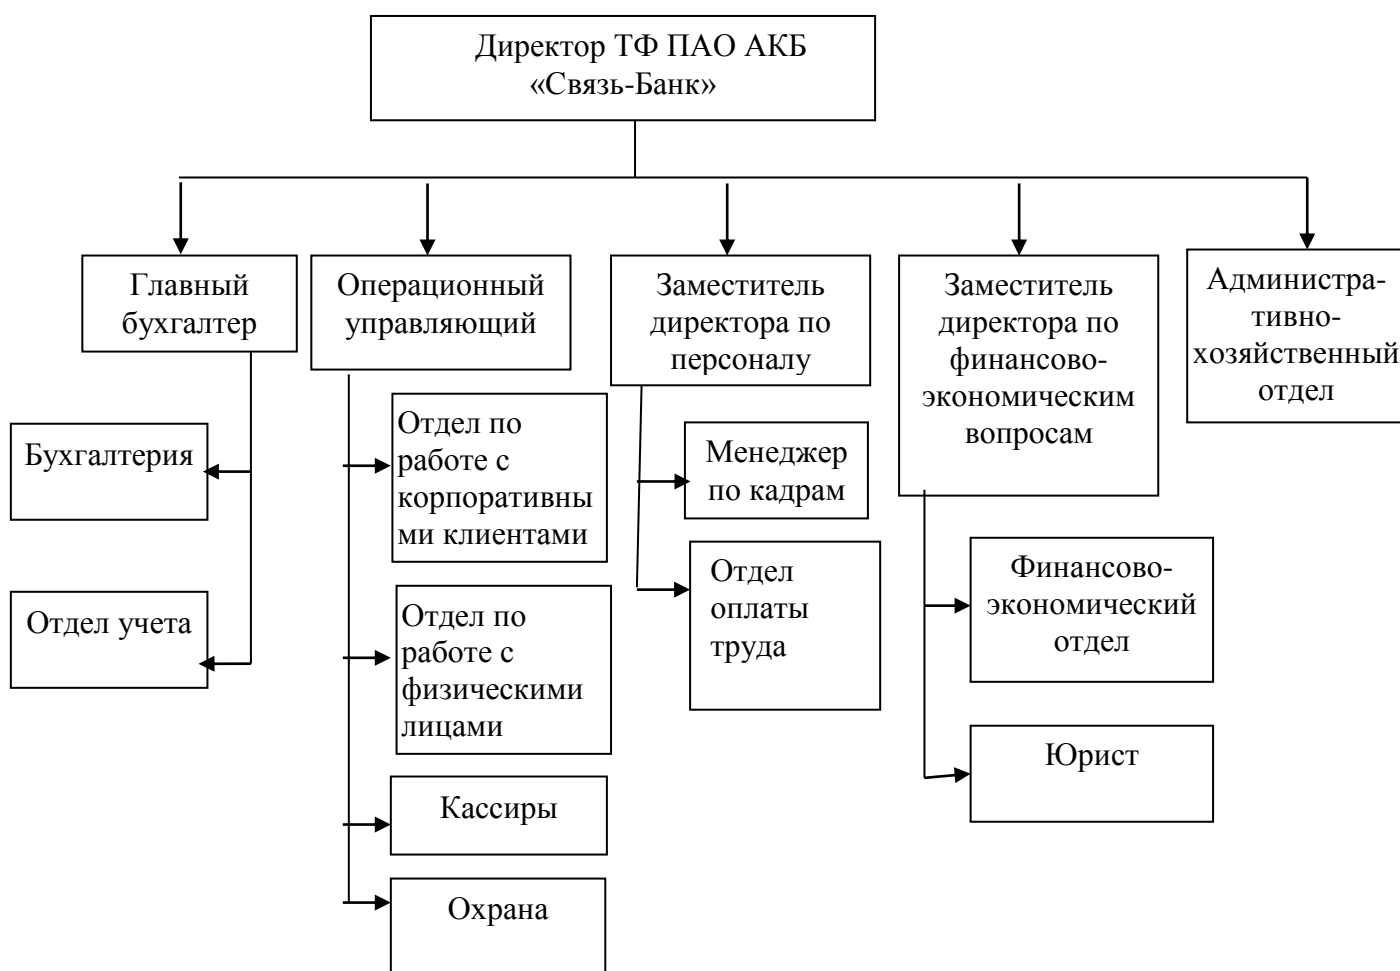 Директор ТФ ПАО АКБ
«Связь-Банк»
Главный
бухгалтер
Операционный
управляющий
Заместитель
директора по
персоналу
Заместитель
директора по
финансово-
экономическим
вопросам
Администра-
тивно-
хозяйственный
отдел
Бухгалтерия
Отдел учета
Отдел по
работе с
корпоративны
ми клиентами
Отдел по
работе с
физическими
лицами
Кассиры
Охрана
Менеджер
по кадрам
Отдел
оплаты
труда
Финансово-
экономический
отдел
Юрист